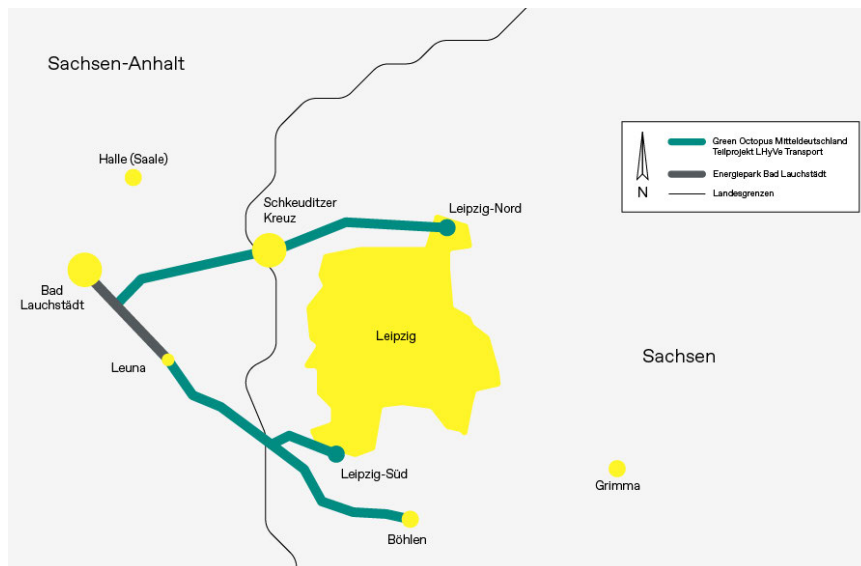 Sachsen-Anhalt
Halle (Saale)
Schkeuditzer
Kreuz
Leipzig-Nord
Green Octopus Mitteldeutschland
Teilprojekt LHyVe Transport
Energiepark Bad Lauchstädt
N
Landesgrenzen
Bad
Lauchstädt
Leipzig
Sachsen
Leuna
Leipzig-Süd
Grimma
Böhlen